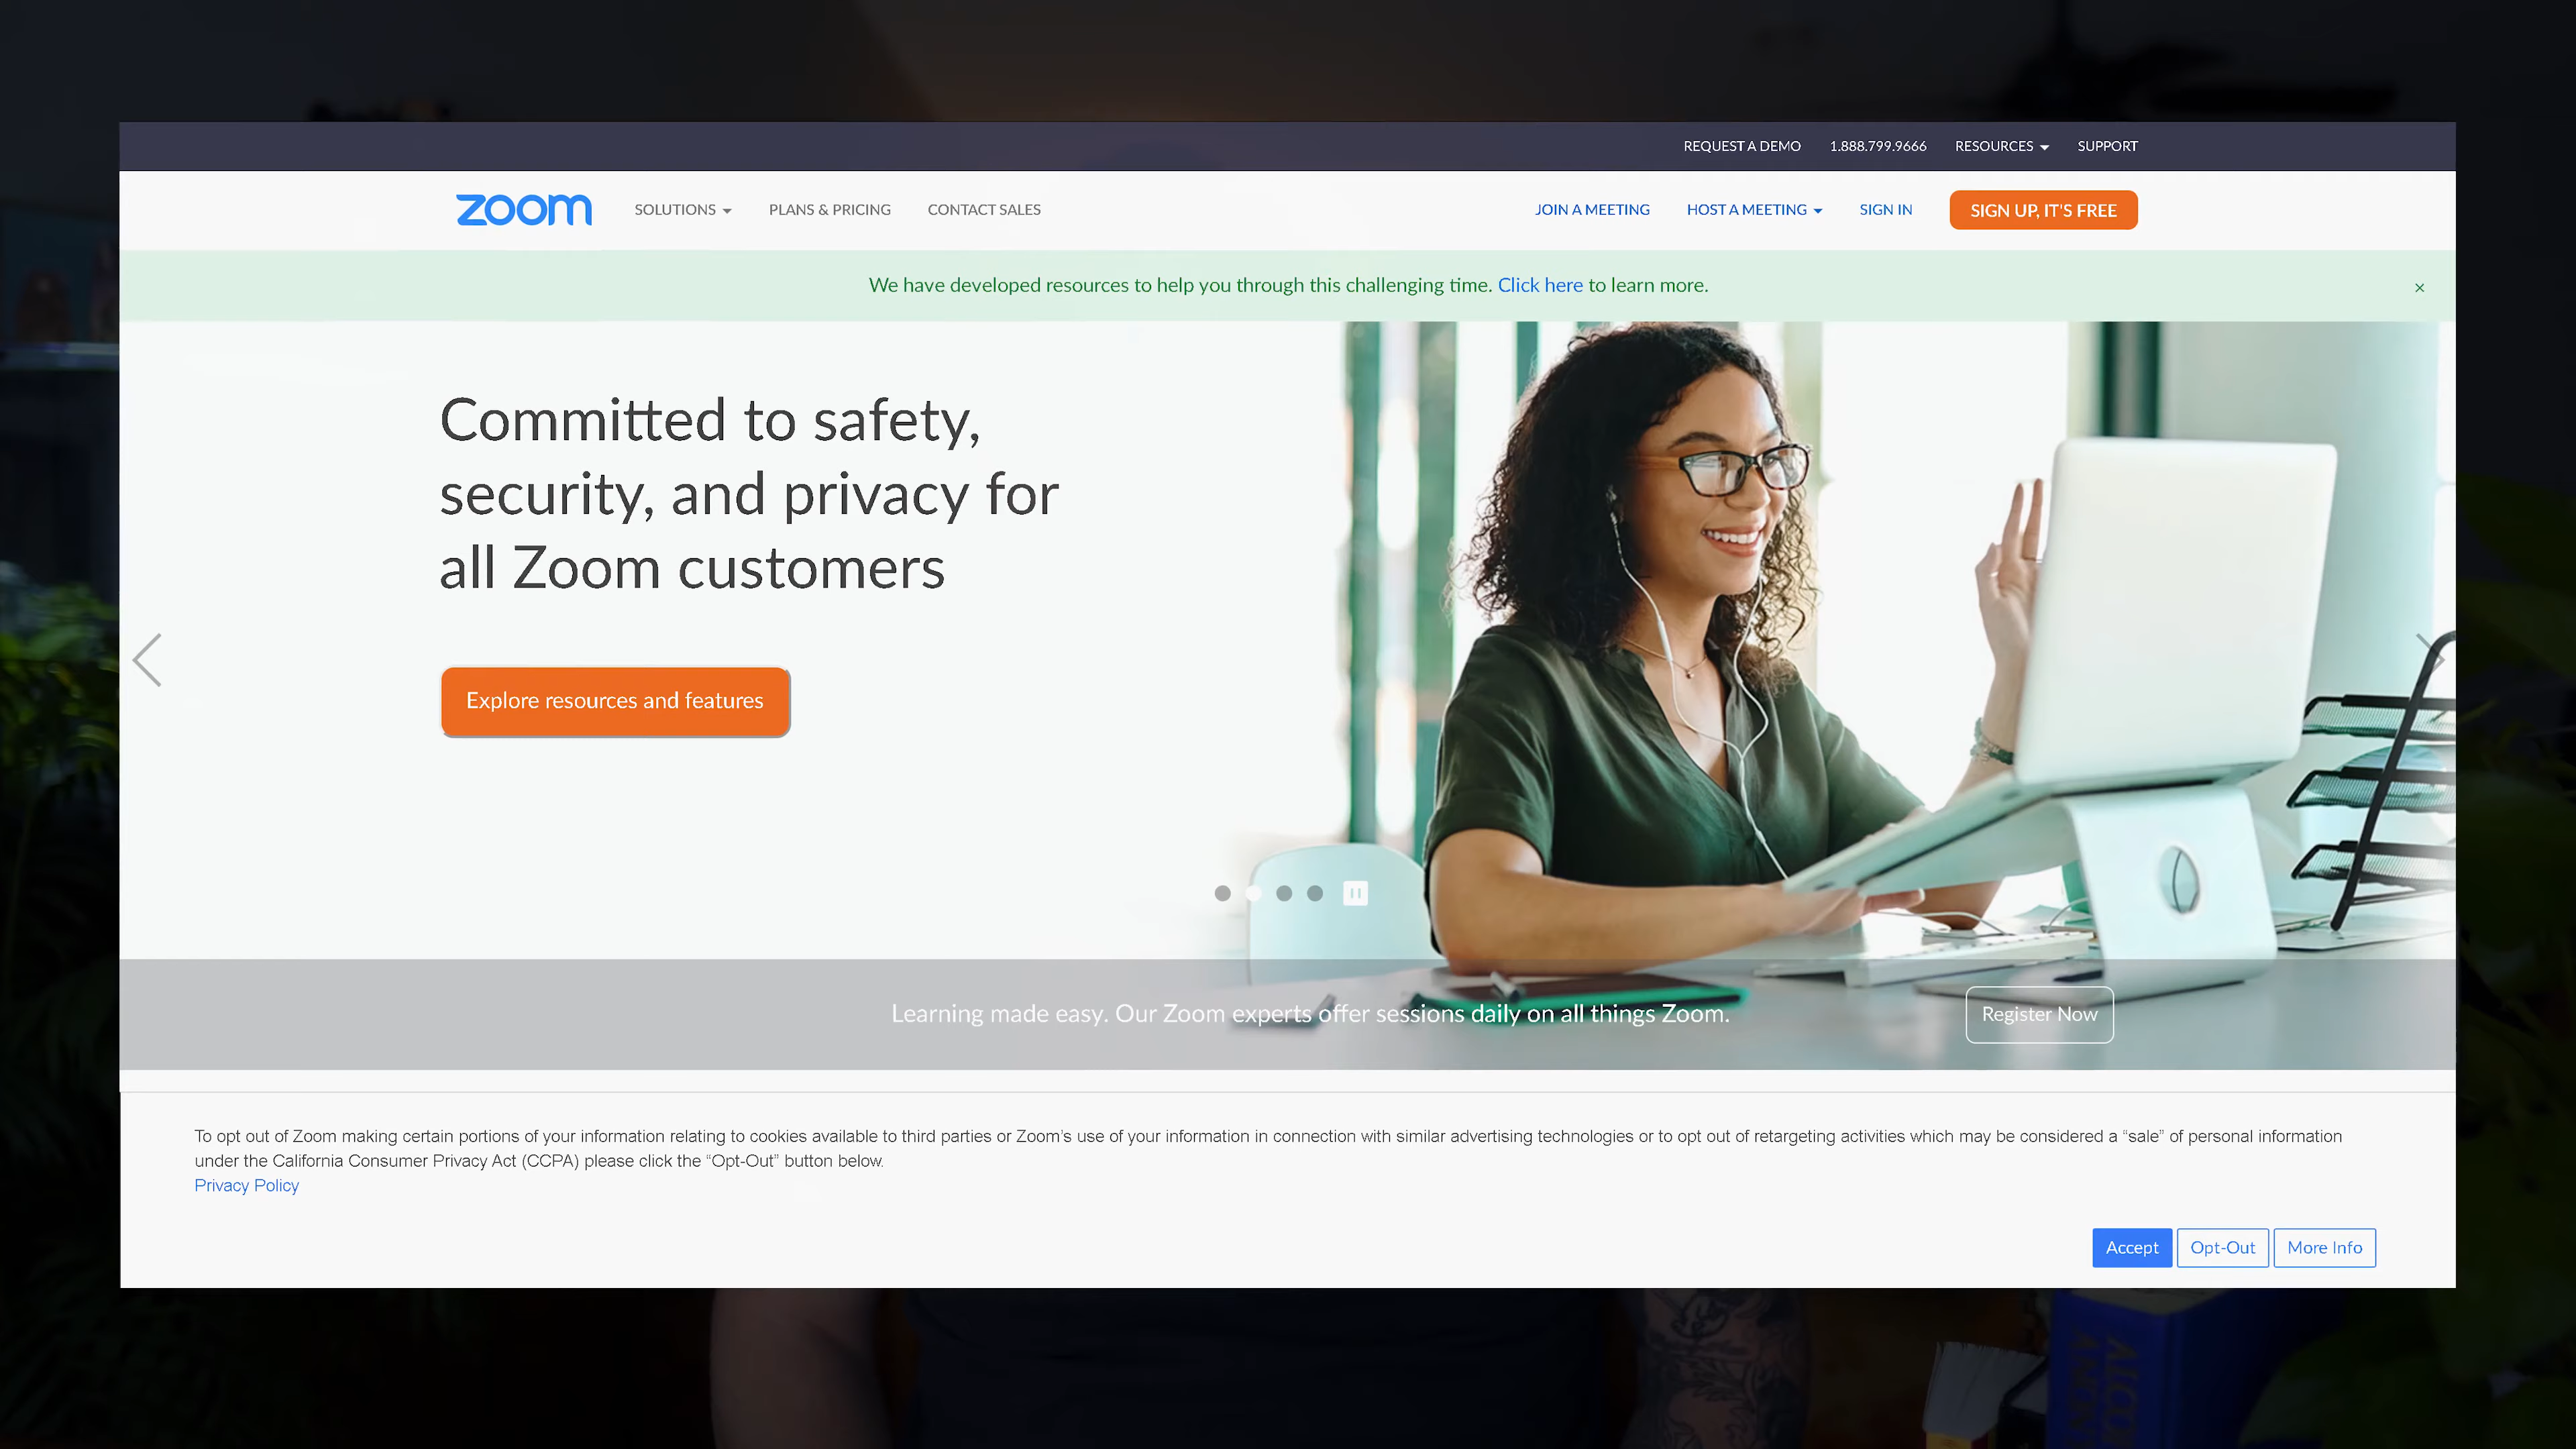 REQUEST A DEMO 1.888.799.9666 RESOURCES SUPPORT
zoom SOLUTIONS PLANS & PRICING CONTACT SALES JOIN A MEETING HOST A MEETING SIGN IN SIGN UP, IT'S FREE
We have developed resources to help you through this challenging time. Click here to learn more. ×
Committed to safety,
security, and privacy for
all Zoom customers
Explore resources and features
Learning made easy. Our Zoom experts offer sessions daily on all things Zoom. Register Now
To opt out of Zoom making certain portions of your information relating to cookies available to third parties or Zoom's use of your information in connection with similar advertising technologies or to opt out of retargeting activities which may be considered a “sale” of personal information
under the California Consumer Privacy Act (CCPA) please click the “Opt-Out” button below.
Privacy Policy
Accept Opt-Out More Info